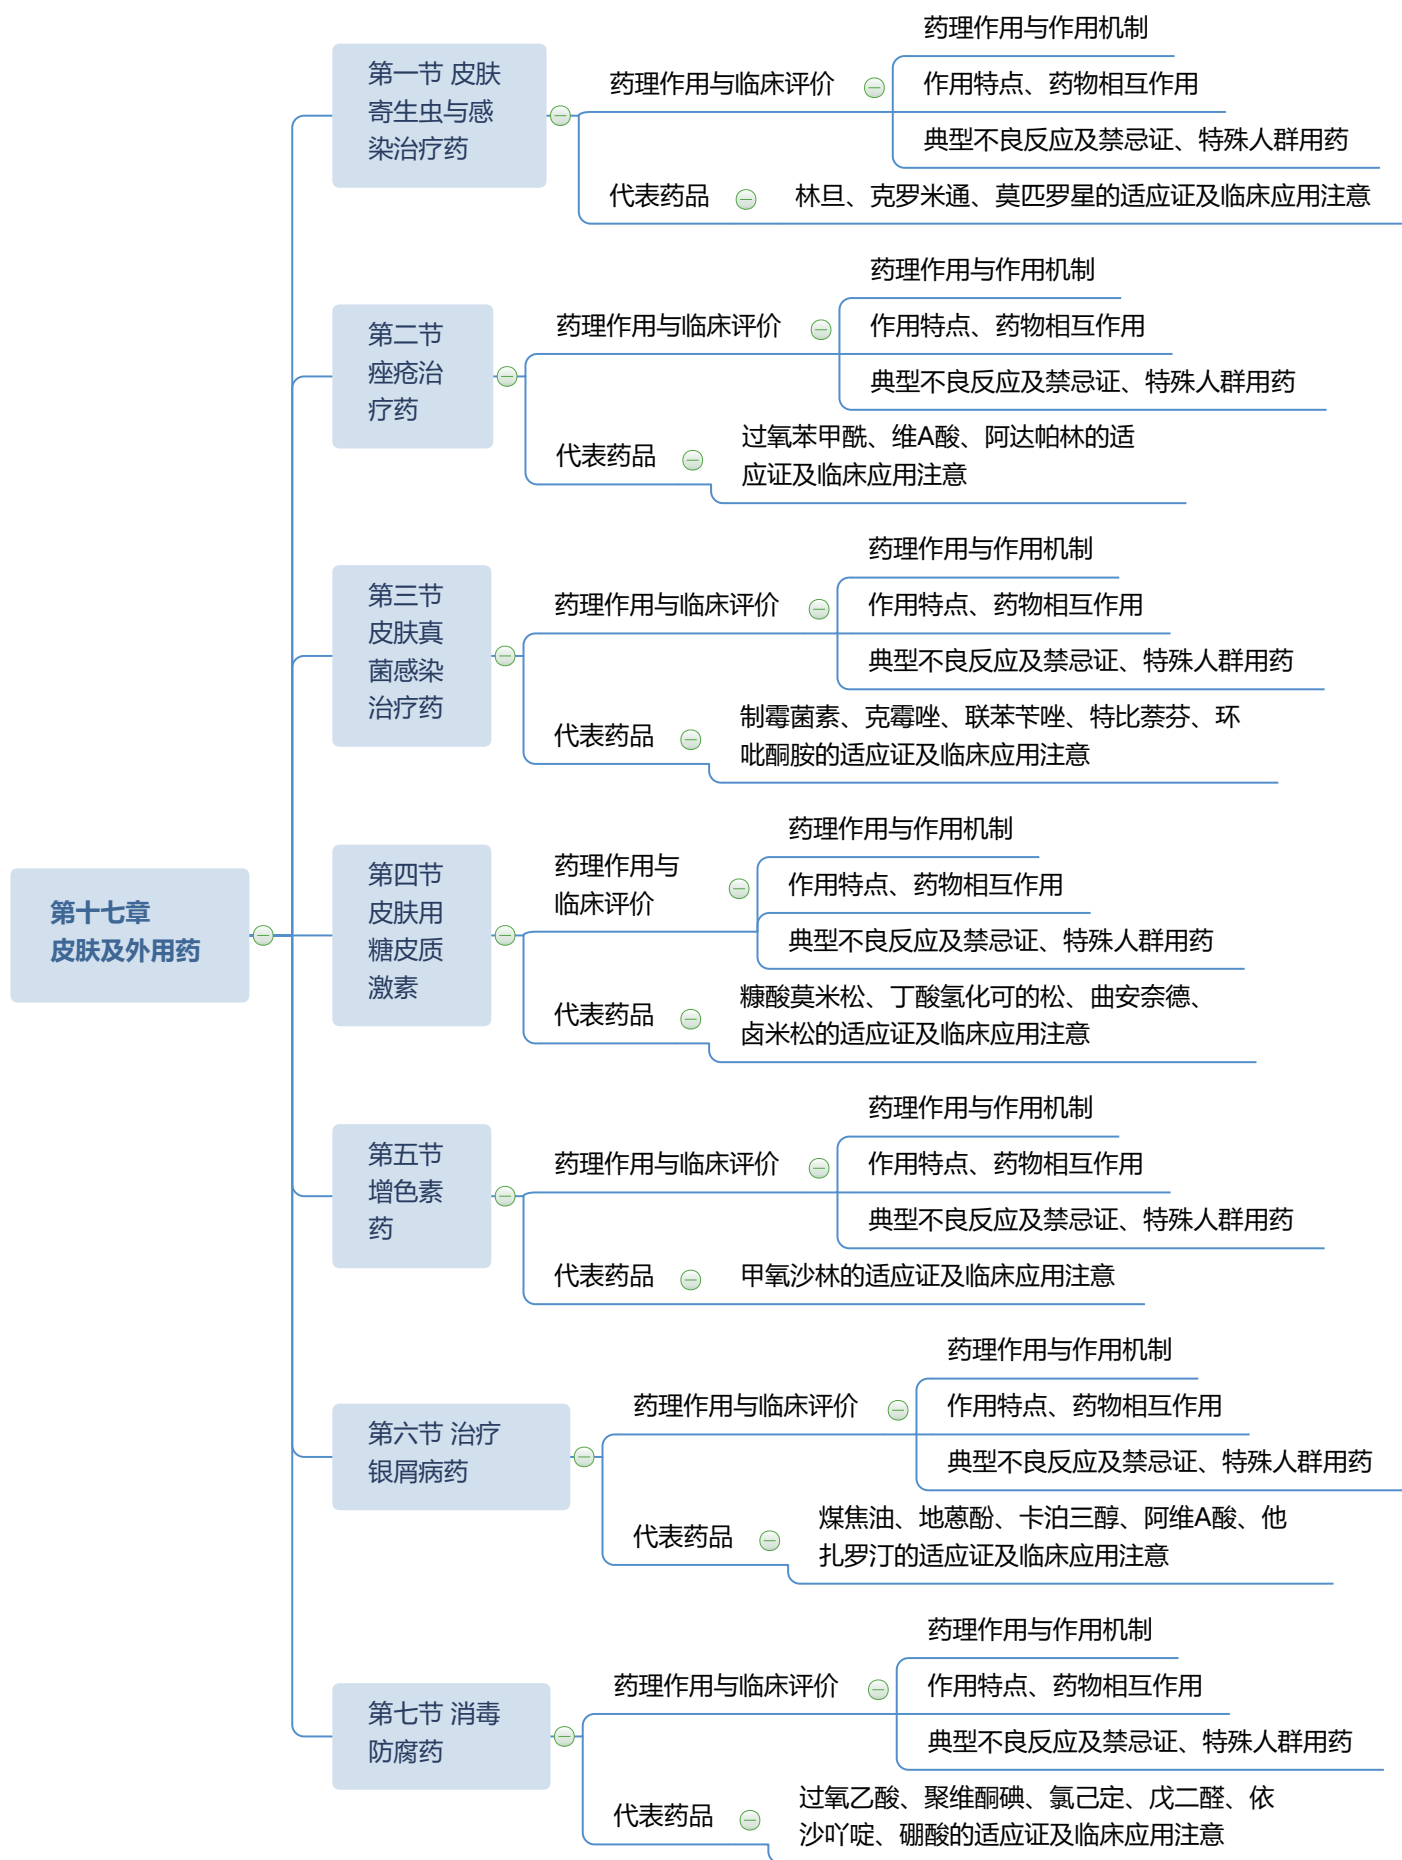 第十七章
皮肤及外用药
第一节 皮肤
寄生虫与感
染治疗药
药理作用与临床评价
药理作用与作用机制
作用特点、药物相互作用
典型不良反应及禁忌证、特殊人群用药
代表药品
林旦、克罗米通、莫匹罗星的适应证及临床应用注意
第二节
痤疮治
疗药
药理作用与临床评价
药理作用与作用机制
作用特点、药物相互作用
典型不良反应及禁忌证、特殊人群用药
代表药品
过氧苯甲酰、维A酸、阿达帕林的适
应证及临床应用注意
第三节
皮肤真
菌感染
治疗药
药理作用与临床评价
药理作用与作用机制
作用特点、药物相互作用
典型不良反应及禁忌证、特殊人群用药
代表药品
制霉菌素、克霉唑、联苯苄唑、特比萘芬、环
吡酮胺的适应证及临床应用注意
第四节
皮肤用
糖皮质
激素
药理作用与
临床评价
药理作用与作用机制
作用特点、药物相互作用
典型不良反应及禁忌证、特殊人群用药
代表药品
糠酸莫米松、丁酸氢化可的松、曲安奈德、
卤米松的适应证及临床应用注意
第五节
增色素
药
药理作用与临床评价
药理作用与作用机制
作用特点、药物相互作用
典型不良反应及禁忌证、特殊人群用药
代表药品
甲氧沙林的适应证及临床应用注意
第六节 治疗
银屑病药
药理作用与临床评价
药理作用与作用机制
作用特点、药物相互作用
典型不良反应及禁忌证、特殊人群用药
代表药品
煤焦油、地蒽酚、卡泊三醇、阿维A酸、他
扎罗汀的适应证及临床应用注意
第七节 消毒
防腐药
药理作用与临床评价
药理作用与作用机制
作用特点、药物相互作用
典型不良反应及禁忌证、特殊人群用药
代表药品
过氧乙酸、聚维酮碘、氯己定、戊二醛、依
沙吖啶、硼酸的适应证及临床应用注意